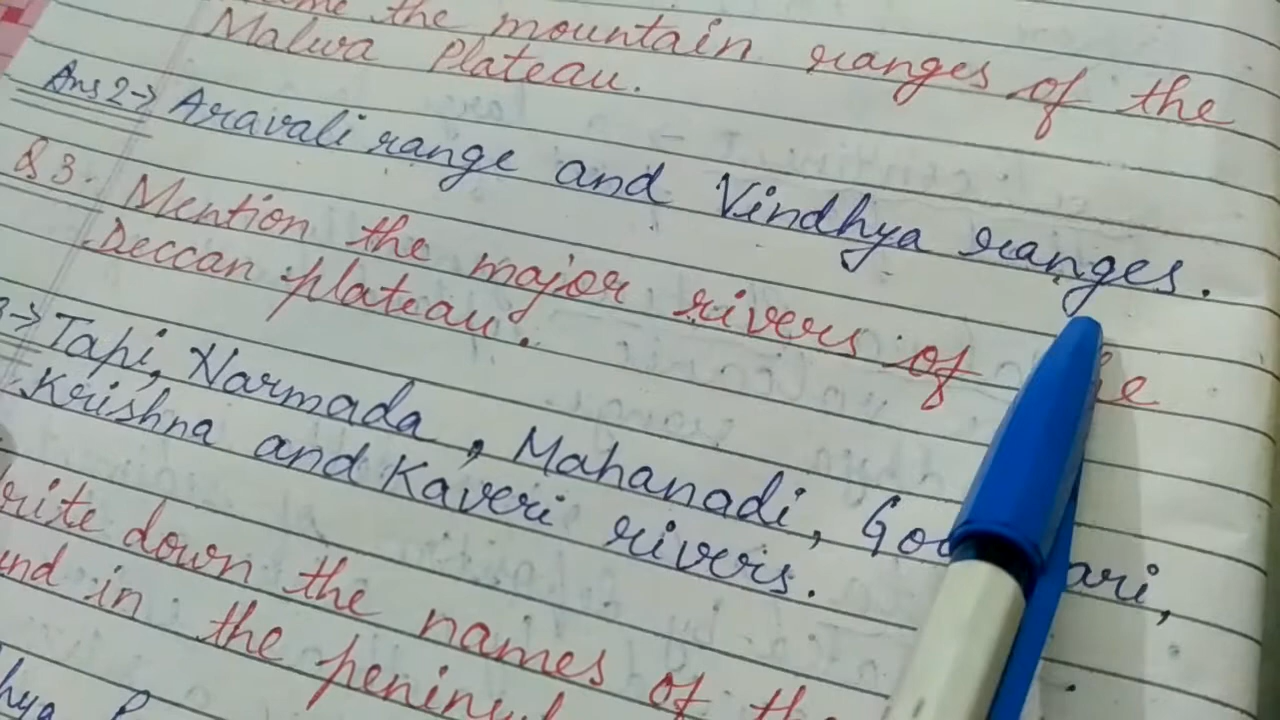 the mountain ranges of the
Malwa Plateau.
Ans 2→ Aravali range and Vindhya ranges.
Q 3. Mention the major rivers of
Deccan plateau.
Tapi, Narmada, Mahanadi,
Krishna and Kaveri rivers.
down the names of
in the